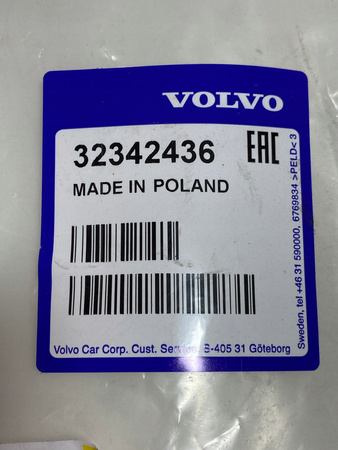 VOLVO
32342436 EAC
MADE IN POLAND
Volvo Car Corp. Cust. Service S-405 31 Göteborg
Sweden, tel +46 31 590000, 6769834 >PELD< 3